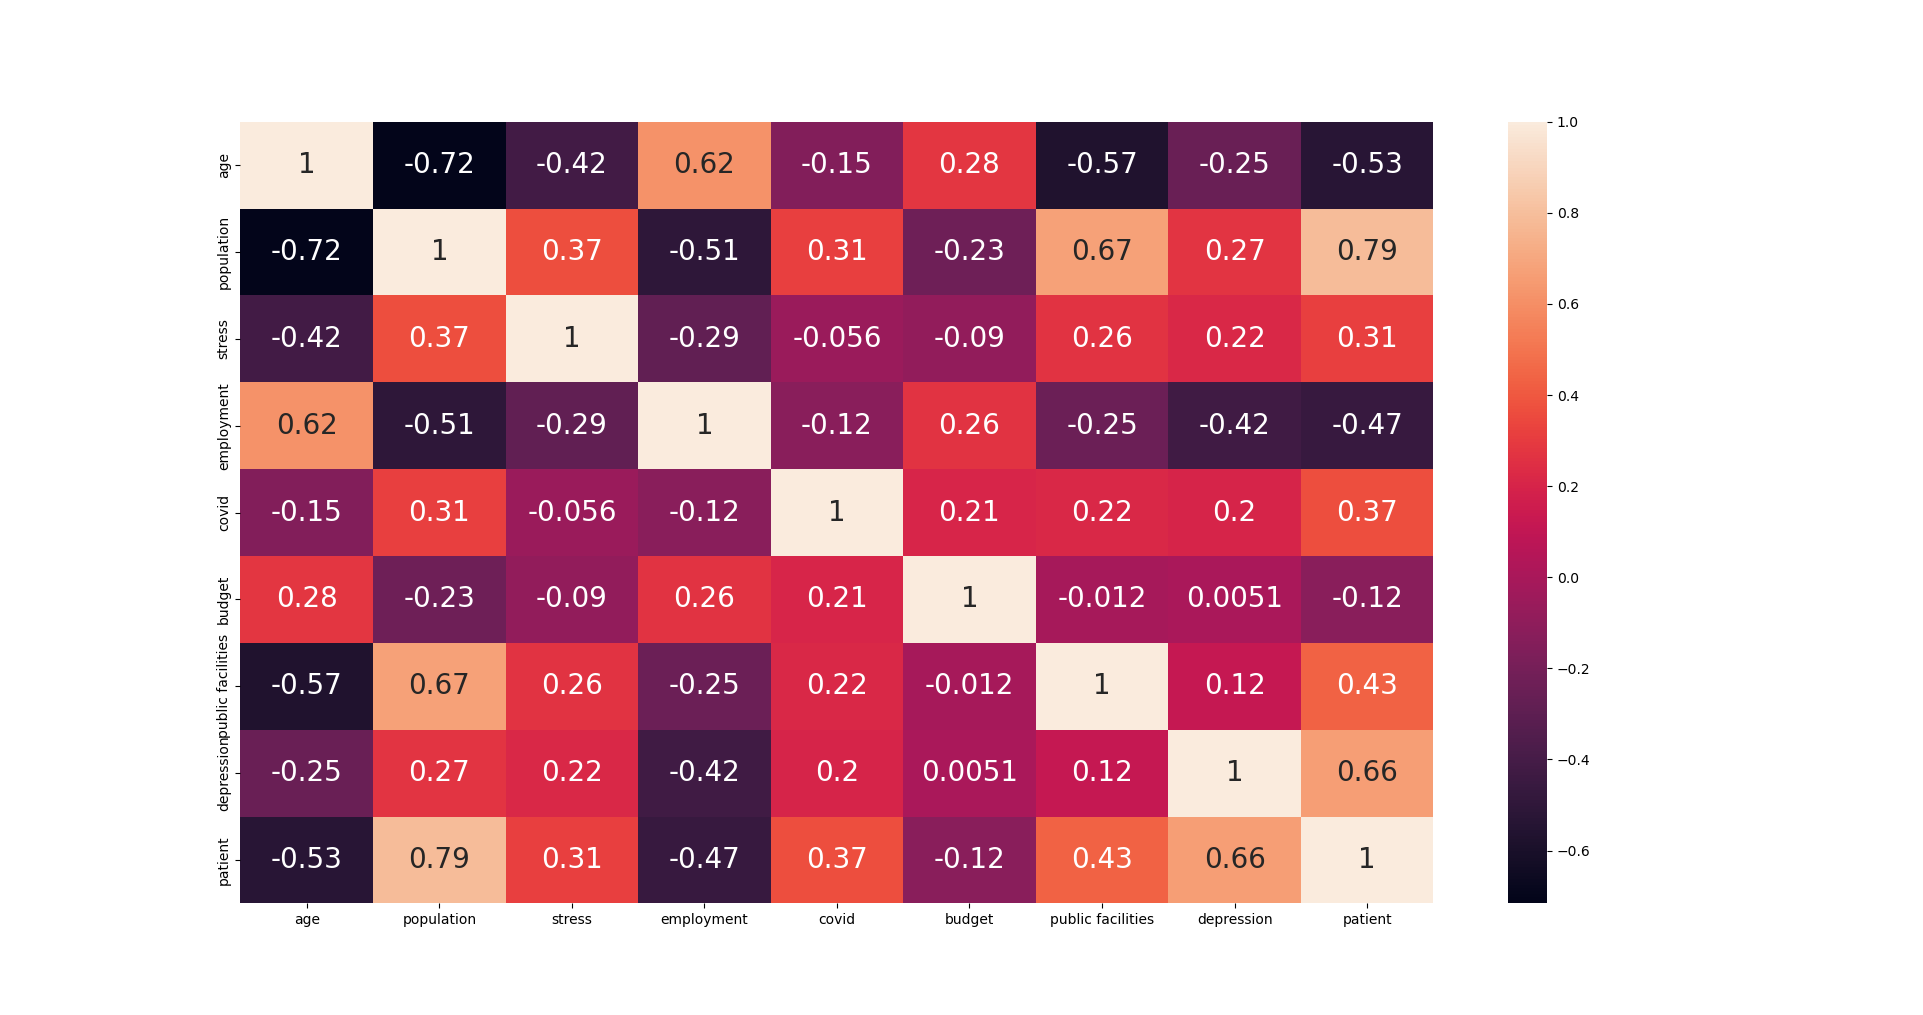 age 1 -0.72 -0.42 0.62 -0.15 0.28 -0.57 -0.25 -0.53
population -0.72 1 0.37 -0.51 0.31 -0.23 0.67 0.27 0.79
stress -0.42 0.37 1 -0.29 -0.056 -0.09 0.26 0.22 0.31
employment 0.62 -0.51 -0.29 1 -0.12 0.26 -0.25 -0.42 -0.47
covid -0.15 0.31 -0.056 -0.12 1 0.21 0.22 0.2 0.37
budget 0.28 -0.23 -0.09 0.26 0.21 1 -0.012 0.0051 -0.12
public facilities -0.57 0.67 0.26 -0.25 0.22 -0.012 1 0.12 0.43
depression -0.25 0.27 0.22 -0.42 0.2 0.0051 0.12 1 0.66
patient -0.53 0.79 0.31 -0.47 0.37 -0.12 0.43 0.66 1
age population stress employment covid budget public facilities depression patient
1.0
0.8
0.6
0.4
0.2
0.0
−0.2
−0.4
−0.6